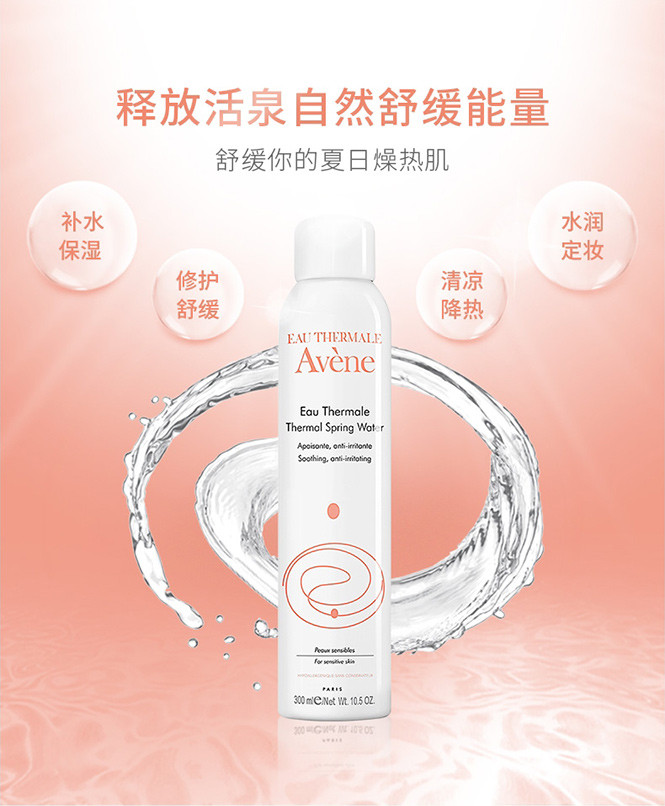 释放活泉自然舒缓能量
舒缓你的夏日燥热肌
补水
保湿
修护
舒缓
清凉
降热
水润
定妆
EAU THERMALE
Avène
Eau Thermale
Thermal Spring Water
Apaisante, anti-irritante
Soothing, anti-irritating
Peaux sensibles
For sensitive skin
PARIS
300 ml℮/Net Wt. 10.5 OZ.